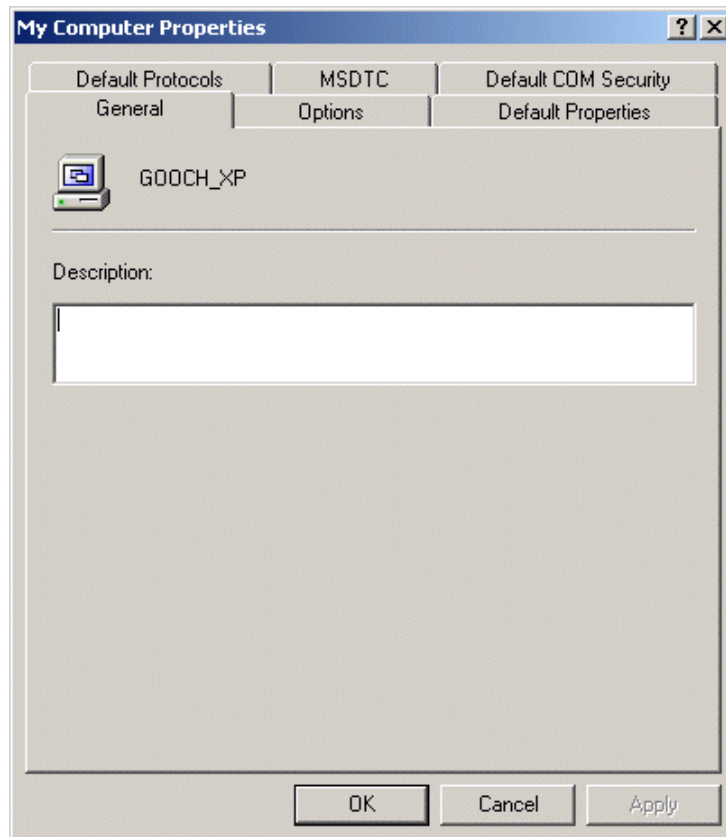 My Computer Properties
Default Protocols MSDTC Default COM Security
General Options Default Properties
GOOCH_XP
Description:
OK Cancel Apply